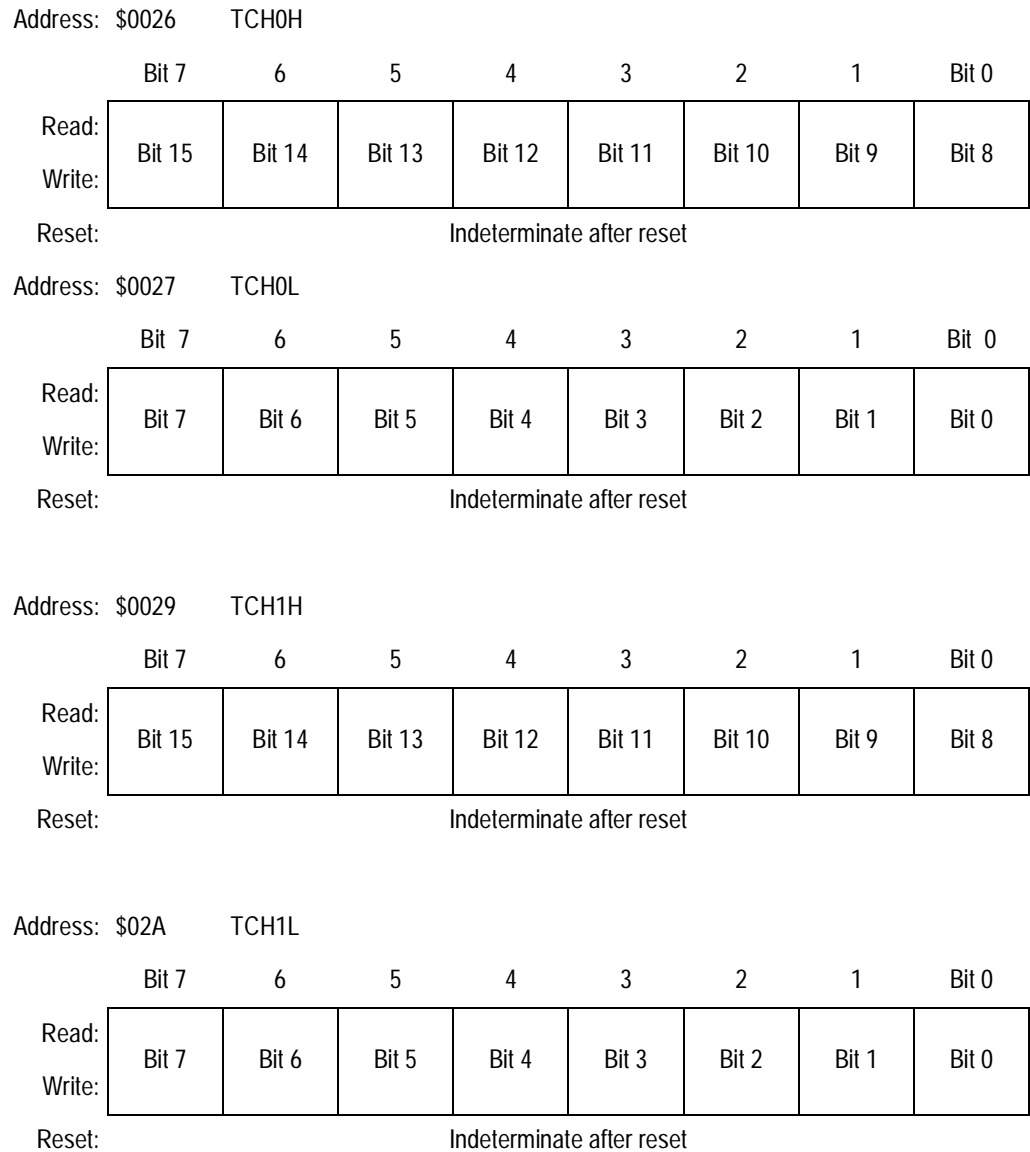 Address: $0026 TCH0H
Bit 7 6 5 4 3 2 1 Bit 0
Read:
Bit 15 Bit 14 Bit 13 Bit 12 Bit 11 Bit 10 Bit 9 Bit 8
Write:
Reset: Indeterminate after reset
Address: $0027 TCH0L
Bit 7 6 5 4 3 2 1 Bit 0
Read:
Bit 7 Bit 6 Bit 5 Bit 4 Bit 3 Bit 2 Bit 1 Bit 0
Write:
Reset: Indeterminate after reset
Address: $0029 TCH1H
Bit 7 6 5 4 3 2 1 Bit 0
Read:
Bit 15 Bit 14 Bit 13 Bit 12 Bit 11 Bit 10 Bit 9 Bit 8
Write:
Reset: Indeterminate after reset
Address: $02A TCH1L
Bit 7 6 5 4 3 2 1 Bit 0
Read:
Bit 7 Bit 6 Bit 5 Bit 4 Bit 3 Bit 2 Bit 1 Bit 0
Write:
Reset: Indeterminate after reset